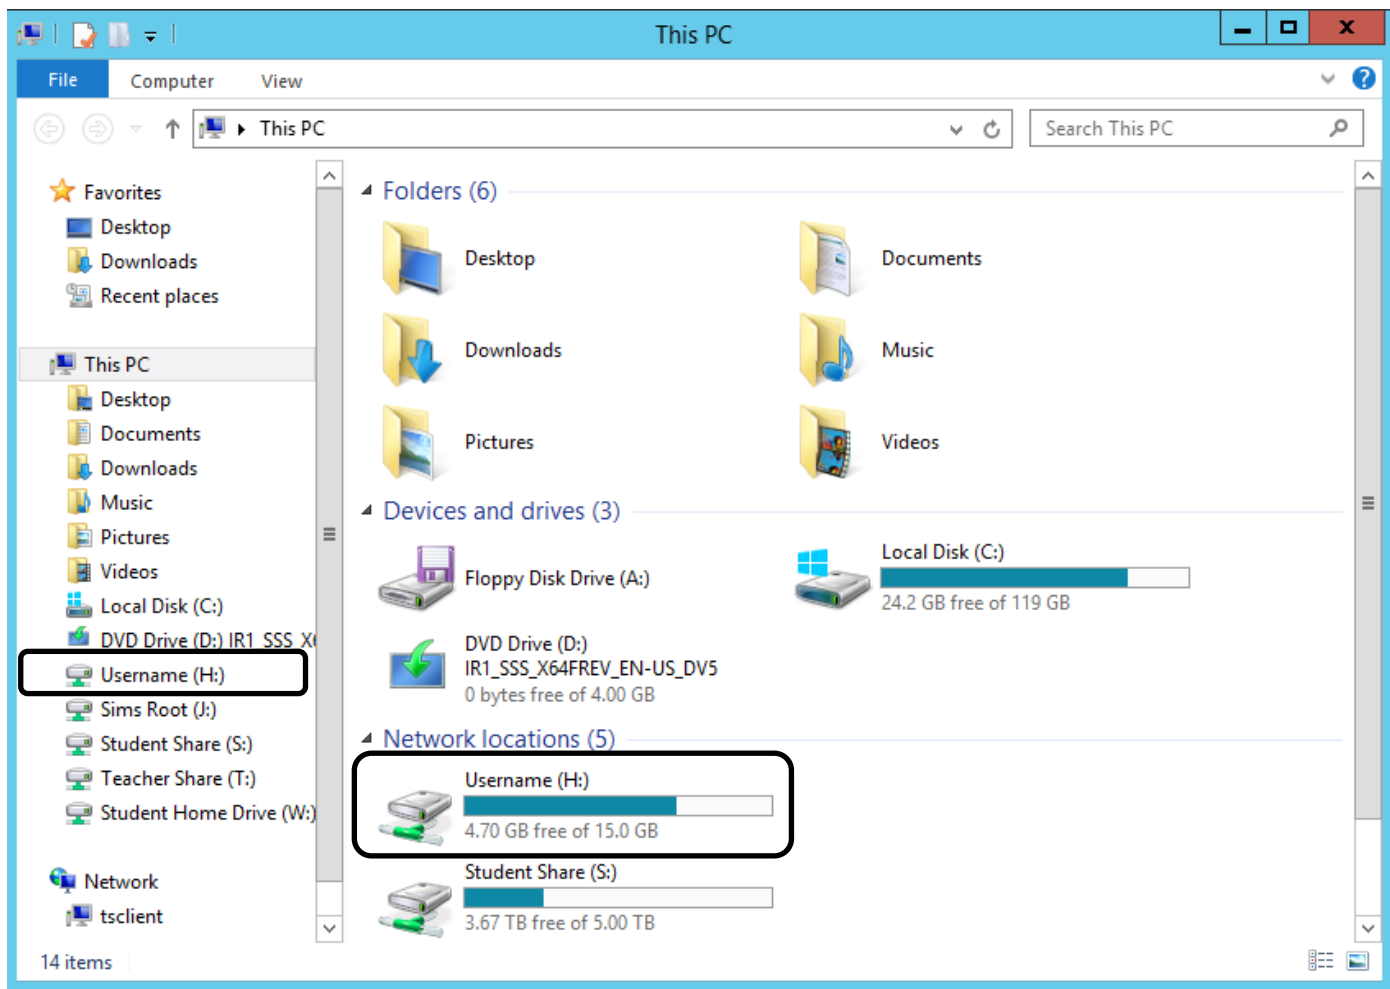 This PC
File
Computer
View
This PC
Search This PC
Favorites
Desktop
Downloads
Recent places
This PC
Desktop
Documents
Downloads
Music
Pictures
Videos
Local Disk (C:)
DVD Drive (D:) IR1_SSS_X
Username (H:)
Sims Root (J:)
Student Share (S:)
Teacher Share (T:)
Student Home Drive (W:)
Network
tsclient
Folders (6)
Desktop
Documents
Downloads
Music
Pictures
Videos
Devices and drives (3)
Floppy Disk Drive (A:)
Local Disk (C:)
24.2 GB free of 119 GB
DVD Drive (D:)
IR1_SSS_X64FREV_EN-US_DV5
0 bytes free of 4.00 GB
Network locations (5)
Username (H:)
4.70 GB free of 15.0 GB
Student Share (S:)
3.67 TB free of 5.00 TB
14 items